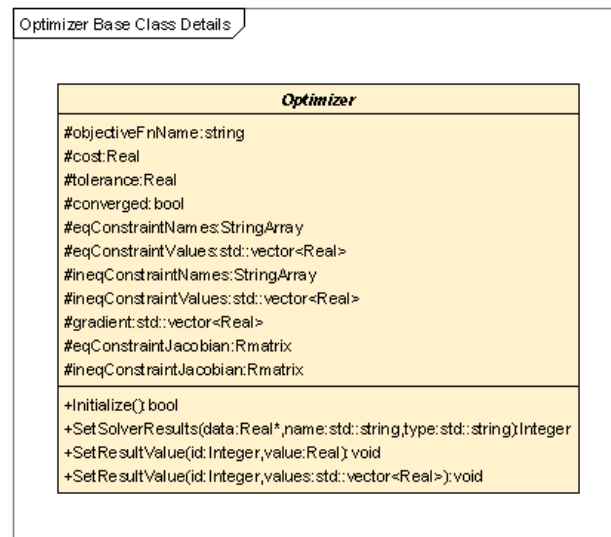 Optimizer Base Class Details
Optimizer
#objectiveFnName:string
#cost:Real
#tolerance:Real
#converged:bool
#eqConstraintNames:StringArray
#eqConstraintValues:std::vector<Real>
#ineqConstraintNames:StringArray
#ineqConstraintValues:std::vector<Real>
#gradient:std::vector<Real>
#eqConstraintJacobian:Rmatrix
#ineqConstraintJacobian:Rmatrix
+Initialize():bool
+SetSolverResults(data:Real*,name:std::string,type:std::string):Integer
+SetResultValue(id:Integer,value:Real):void
+SetResultValue(id:Integer,values:std::vector<Real>):void